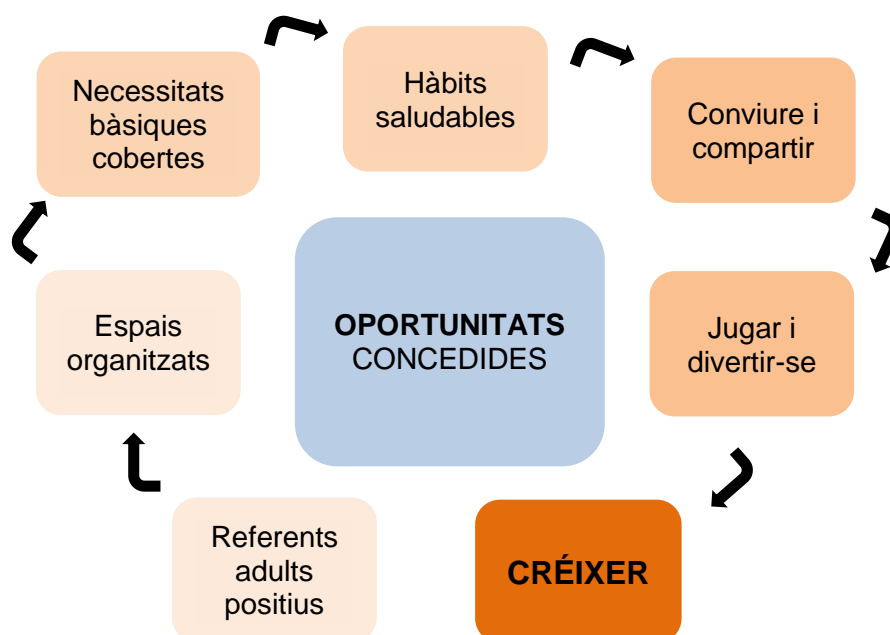 Necessitats
bàsiques
cobertes
Hàbits
saludables
Conviure i
compartir
Espais
organitzats
OPORTUNITATS
CONCEDIDES
Jugar i
divertir-se
Referents
adults
positius
CRÉIXER